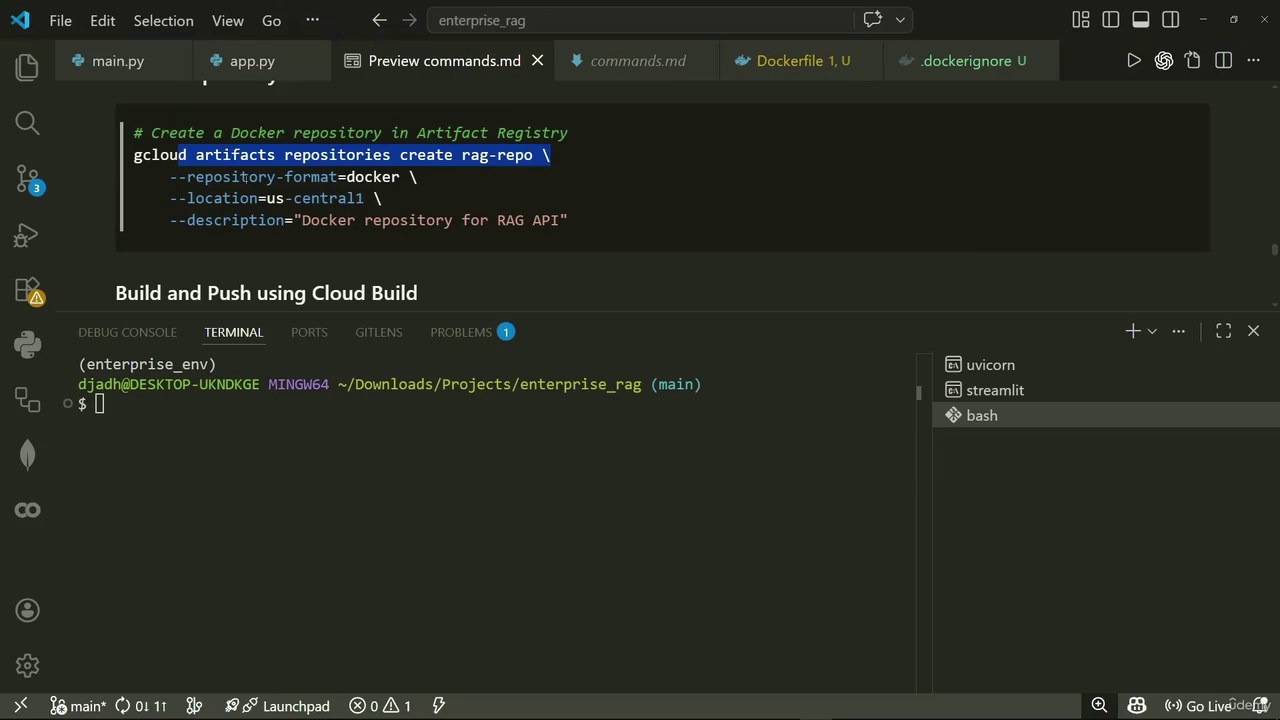 File Edit Selection View Go ··· enterprise_rag
main.py app.py Preview commands.md commands.md Dockerfile 1, U .dockerignore U
# Create a Docker repository in Artifact Registry
gcloud artifacts repositories create rag-repo \
--repository-format=docker \
--location=us-central1 \
--description="Docker repository for RAG API"
Build and Push using Cloud Build
DEBUG CONSOLE TERMINAL PORTS GITLENS PROBLEMS 1
(enterprise_env)
djadh@DESKTOP-UKNDKGE MINGW64 ~/Downloads/Projects/enterprise_rag (main)
$
uvicorn
streamlit
bash
3
main* 0↓ 1↑ Launchpad 0 1 Go Live
Udemy